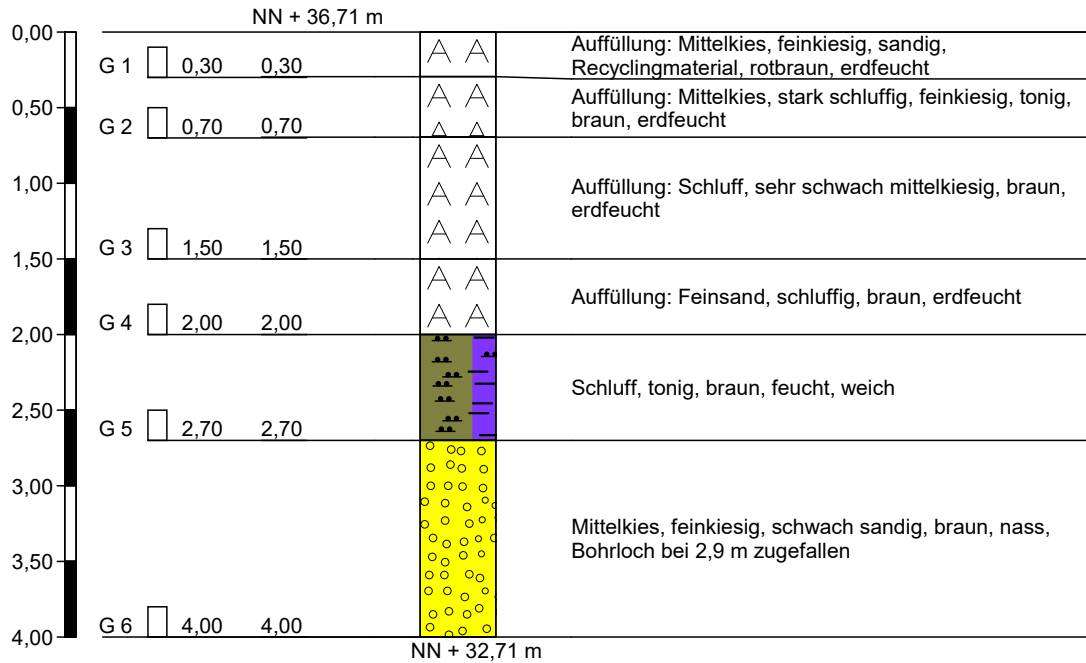 NN + 36,71 m
0,00
Auffüllung: Mittelkies, feinkiesig, sandig,
Recyclingmaterial, rotbraun, erdfeucht
G 1 0,30 0,30
0,50
Auffüllung: Mittelkies, stark schluffig, feinkiesig, tonig,
braun, erdfeucht
G 2 0,70 0,70
1,00
Auffüllung: Schluff, sehr schwach mittelkiesig, braun,
erdfeucht
G 3 1,50 1,50
1,50
Auffüllung: Feinsand, schluffig, braun, erdfeucht
G 4 2,00 2,00
2,00
Schluff, tonig, braun, feucht, weich
2,50
G 5 2,70 2,70
3,00
Mittelkies, feinkiesig, schwach sandig, braun, nass,
Bohrloch bei 2,9 m zugefallen
3,50
G 6 4,00 4,00
4,00
NN + 32,71 m